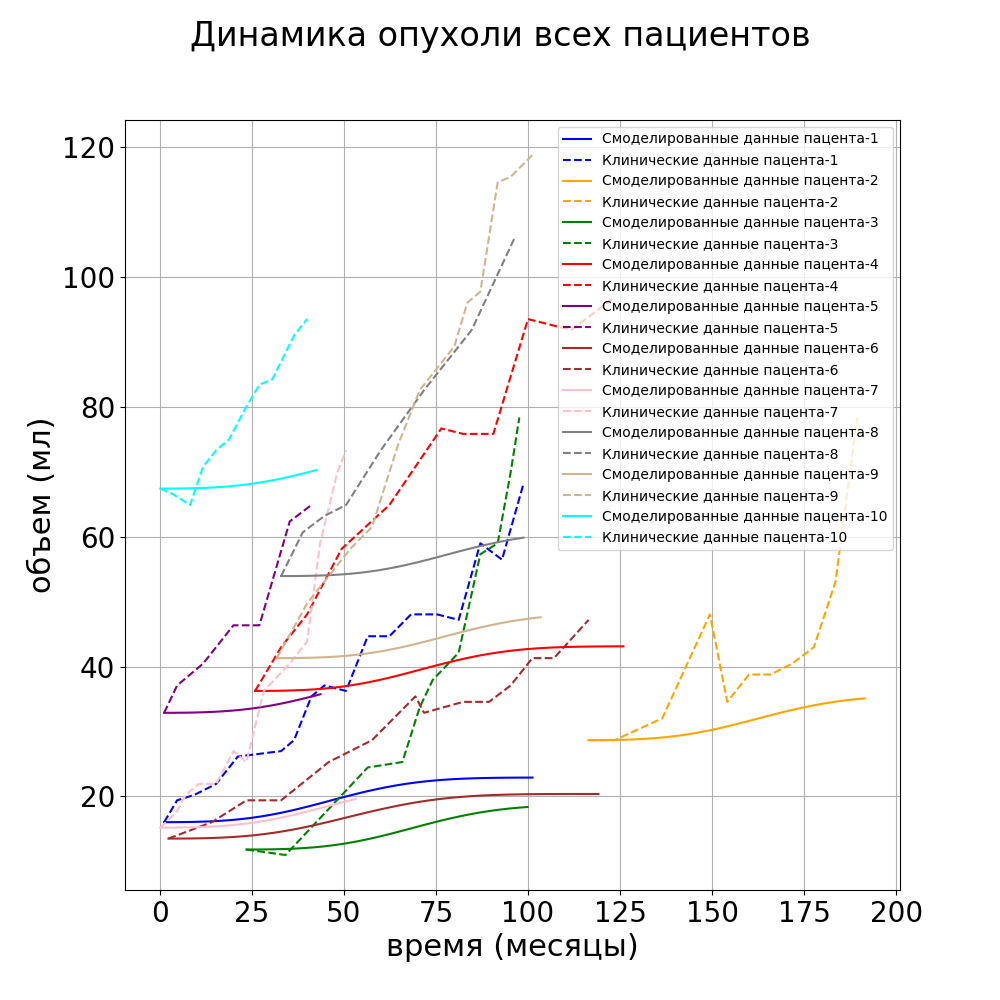 Динамика опухоли всех пациентов
120
100
80
60
40
20
объем (мл)
Смоделированные данные пацента-1
Клинические данные пацента-1
Смоделированные данные пацента-2
Клинические данные пацента-2
Смоделированные данные пацента-3
Клинические данные пацента-3
Смоделированные данные пацента-4
Клинические данные пацента-4
Смоделированные данные пацента-5
Клинические данные пацента-5
Смоделированные данные пацента-6
Клинические данные пацента-6
Смоделированные данные пацента-7
Клинические данные пацента-7
Смоделированные данные пацента-8
Клинические данные пацента-8
Смоделированные данные пацента-9
Клинические данные пацента-9
Смоделированные данные пацента-10
Клинические данные пацента-10
0 25 50 75 100 125 150 175 200
время (месяцы)